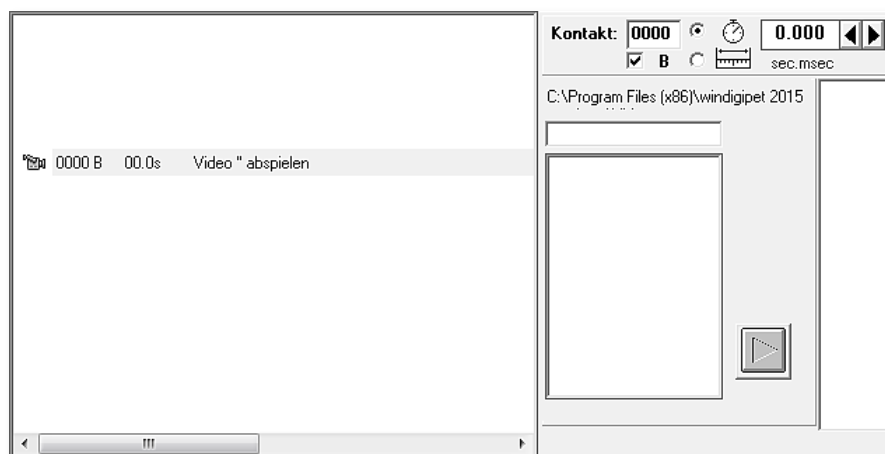 Kontakt: 0000 0.000
B sec.msec
C:\Program Files (x86)\windigipet 2015
0000 B 00.0s Video '' abspielen